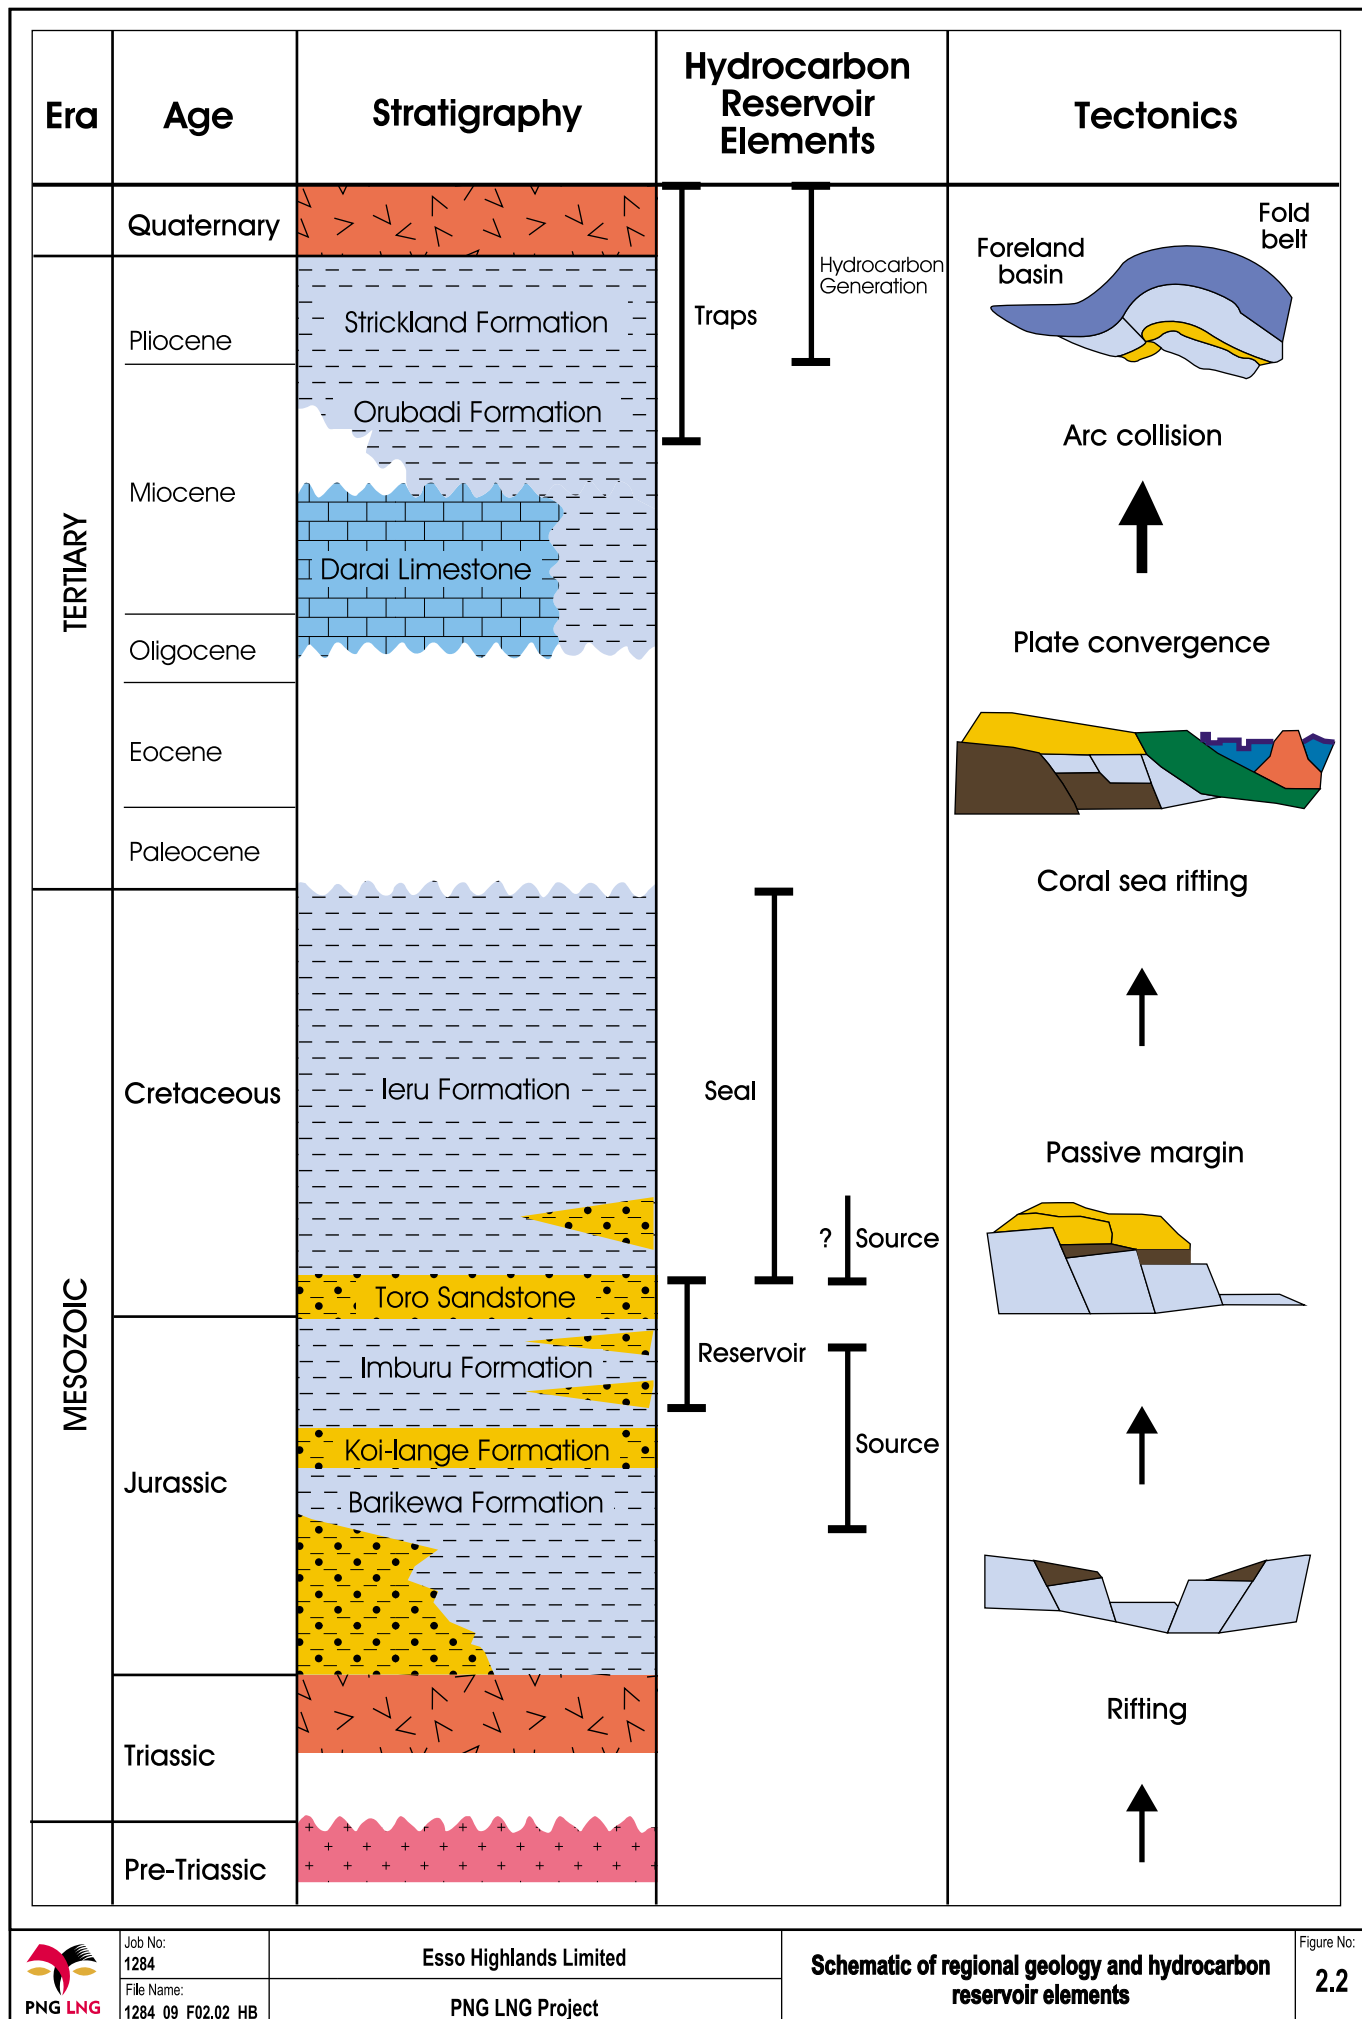 Era
Age
Stratigraphy
Hydrocarbon
Reservoir
Elements
Tectonics
Quaternary
Pliocene
Miocene
Oligocene
Eocene
Paleocene
TERTIARY
Cretaceous
Jurassic
Triassic
MESOZOIC
Pre-Triassic
Strickland Formation
Orubadi Formation
Darai Limestone
Ieru Formation
Toro Sandstone
Imburu Formation
Koi-Iange Formation
Barikewa Formation
Traps
Hydrocarbon
Generation
Seal
? Source
Reservoir
Source
Foreland
basin
Fold
belt
Arc collision
Plate convergence
Coral sea rifting
Passive margin
Rifting
PNG LNG
Job No:
1284
File Name:
1284_09_F02.02_HB
Esso Highlands Limited
PNG LNG Project
Schematic of regional geology and hydrocarbon
reservoir elements
Figure No:
2.2